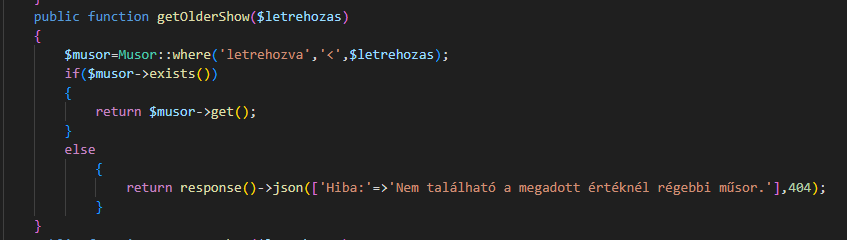 public function getOlderShow($letrehozas)
{
$musor=Musor::where('letrehozva','<',$letrehozas);
if($musor->exists())
{
return $musor->get();
}
else
{
return response()->json(['Hiba:'=>'Nem található a megadott értéknél régebbi műsor.'],404);
}
}